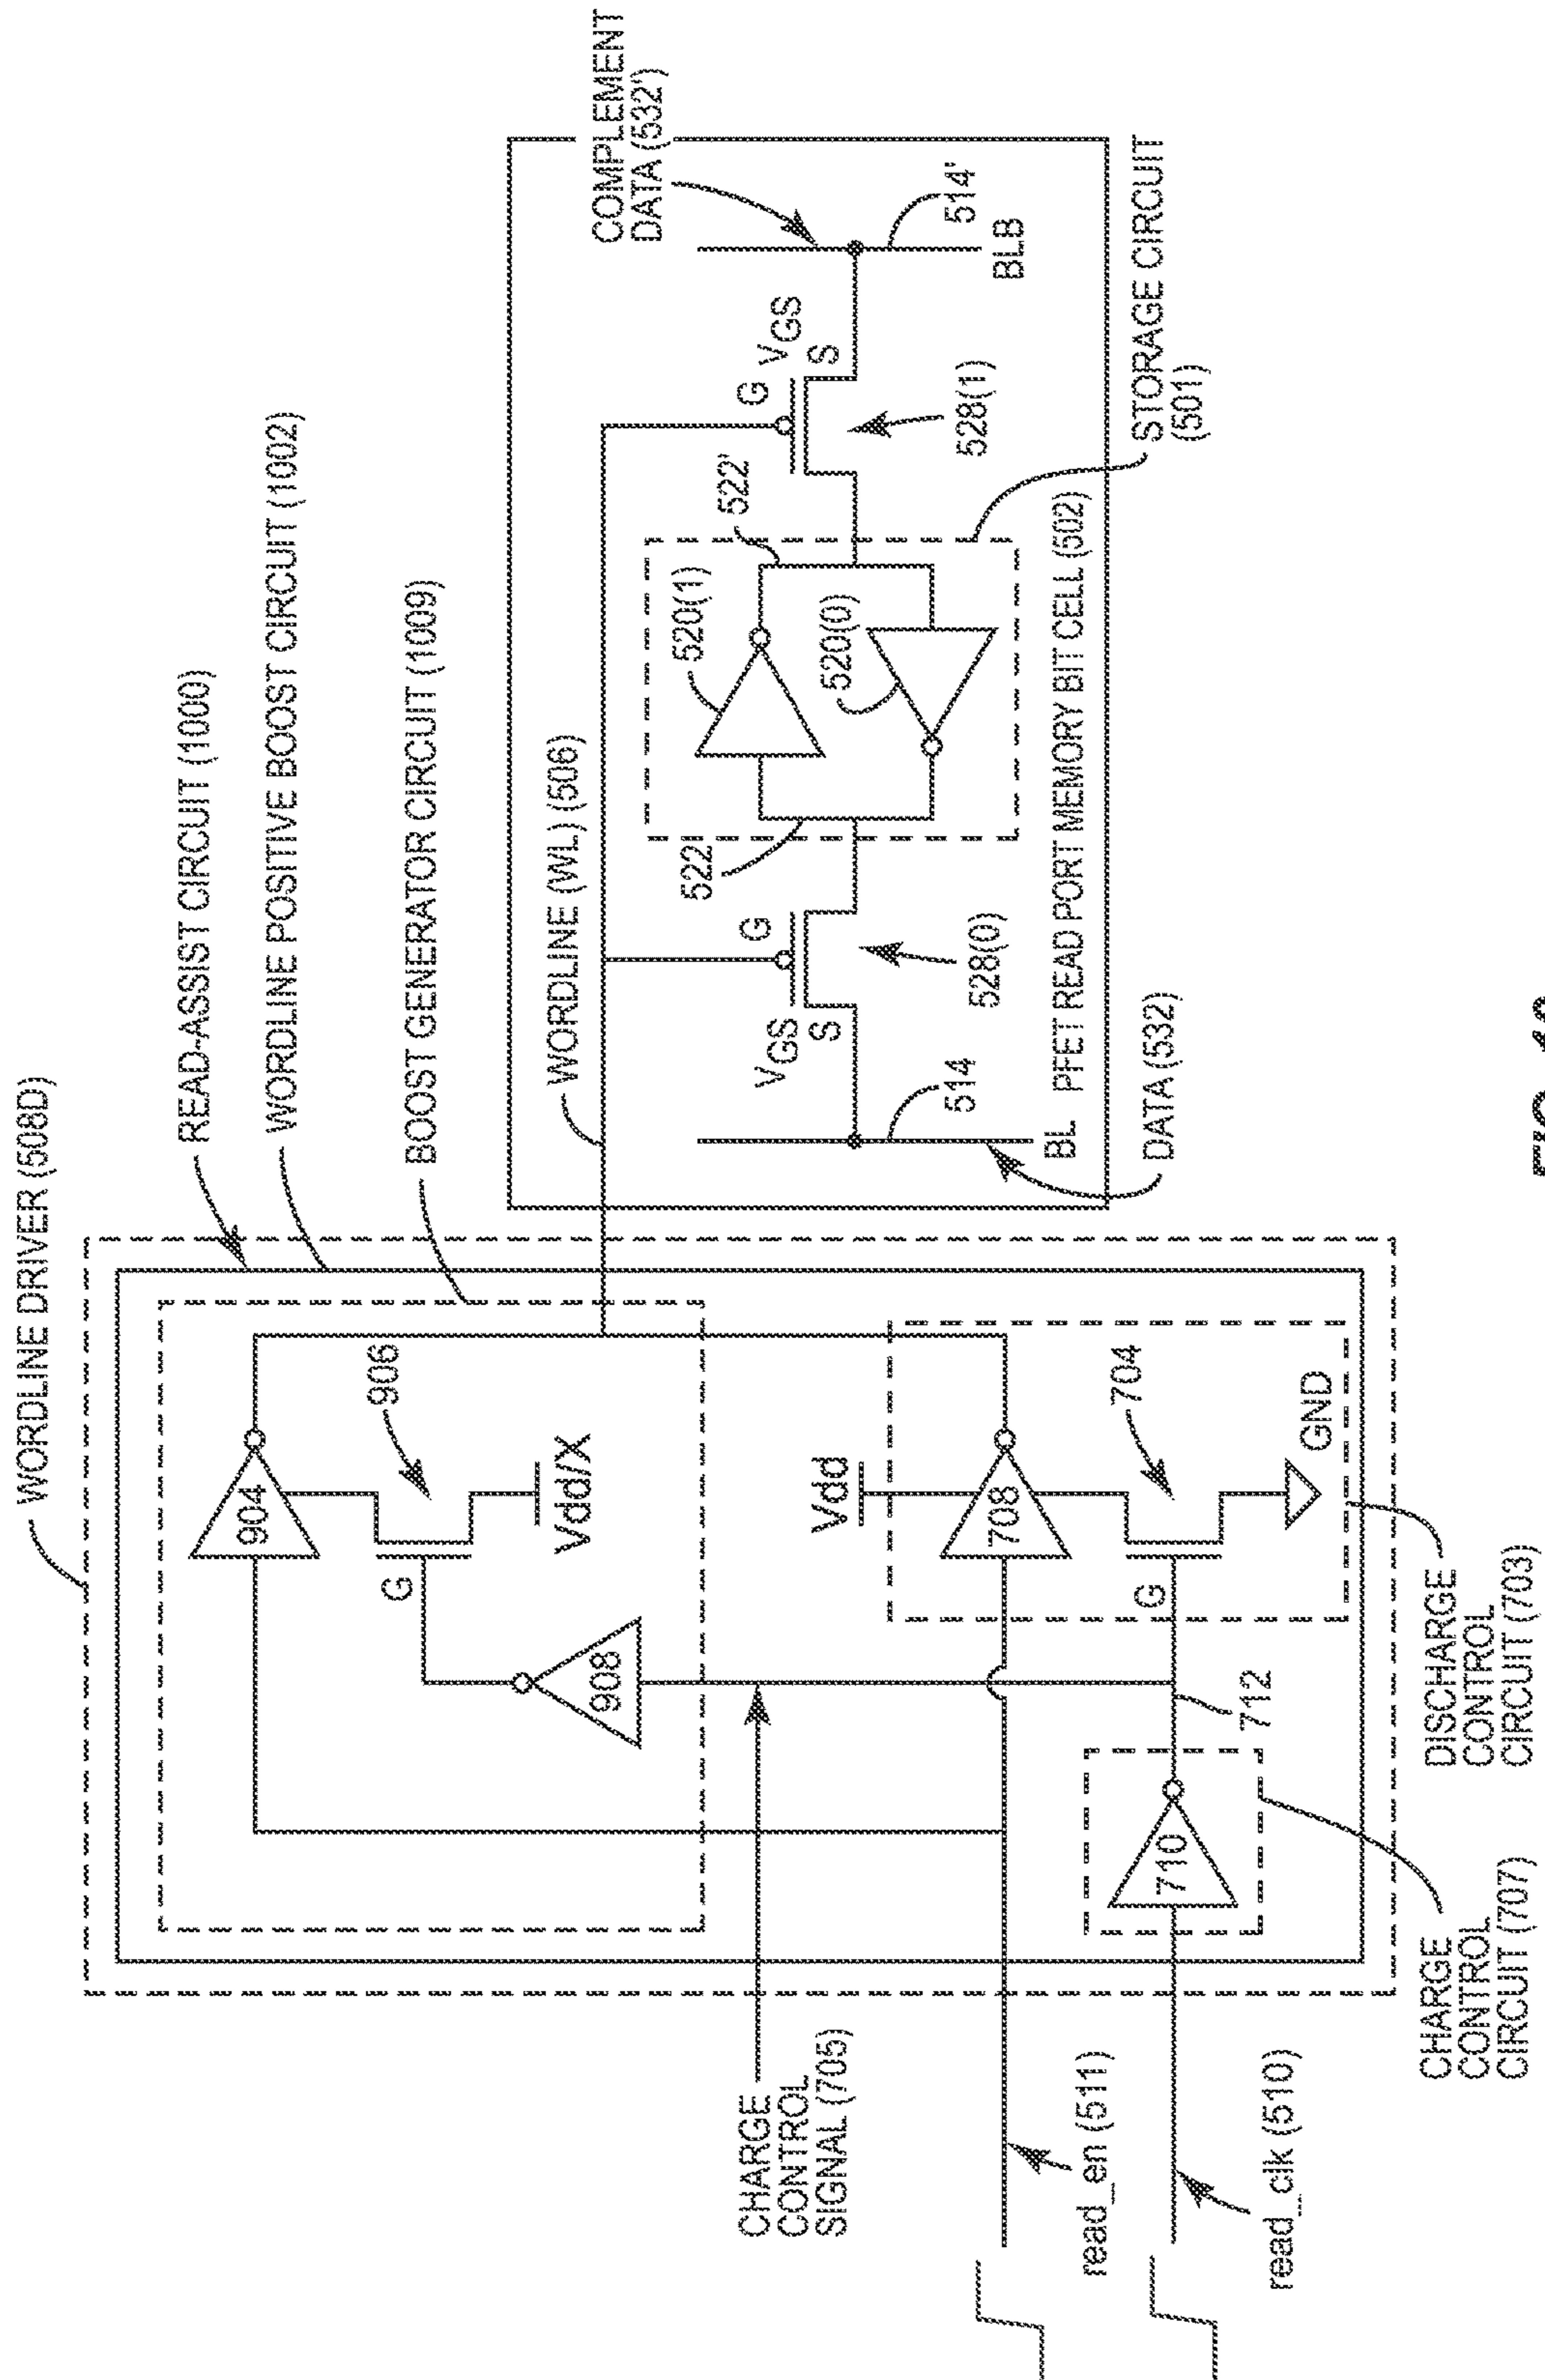 WORDLINE DRIVER (508D)
READ-ASSIST CIRCUIT (1000)
WORDLINE POSITIVE BOOST CIRCUIT (1002)
BOOST GENERATOR CIRCUIT (1009)
904
906
G
Vdd/X
908
WORDLINE (WL) (506)
CHARGE
CONTROL
SIGNAL (705)
Vdd
708
704
G
GND
712
710
read_en (511)
read_clk (510)
CHARGE
CONTROL
CIRCUIT (707)
DISCHARGE
CONTROL
CIRCUIT (703)
COMPLEMENT
DATA (532')
VGS
G
S
528(0)
522
520(1)
520(0)
522'
G
VGS
S
528(1)
514
BL
514'
BLB
PFET READ PORT MEMORY BIT CELL (502)
DATA (532)
STORAGE CIRCUIT
(501)